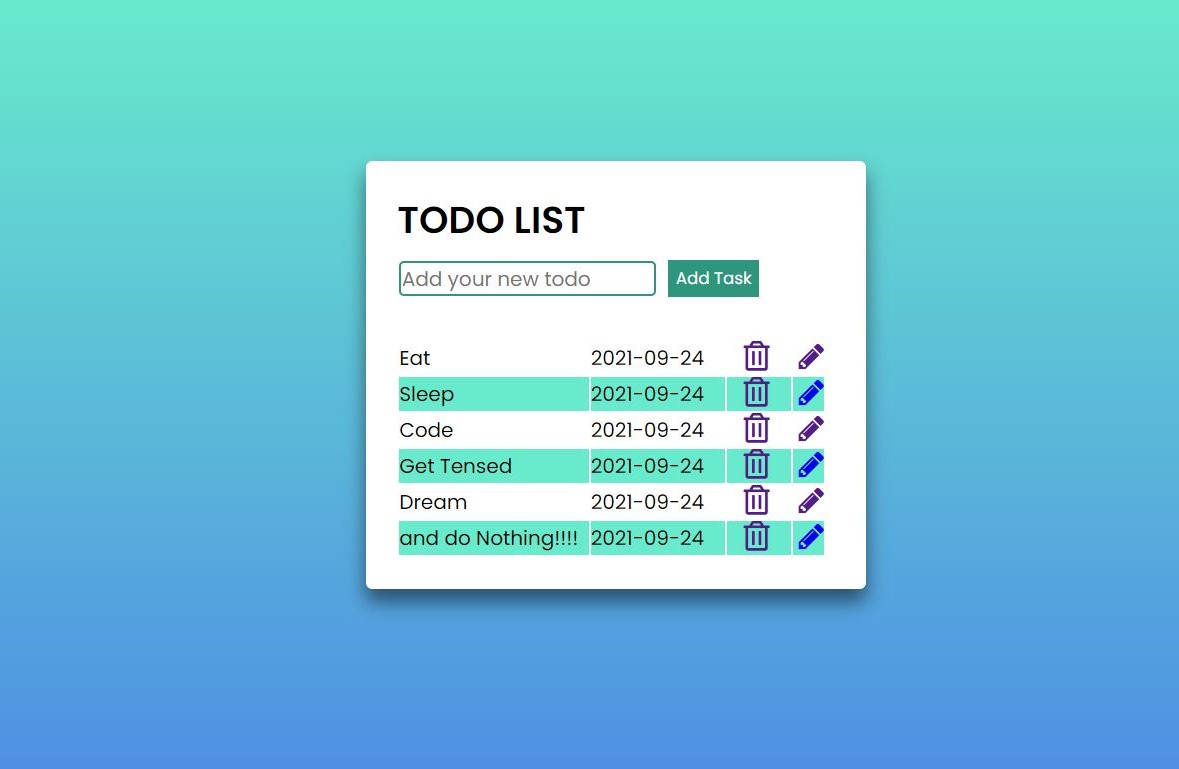 TODO LIST
Add your new todo Add Task
Eat 2021-09-24
Sleep 2021-09-24
Code 2021-09-24
Get Tensed 2021-09-24
Dream 2021-09-24
and do Nothing!!!! 2021-09-24